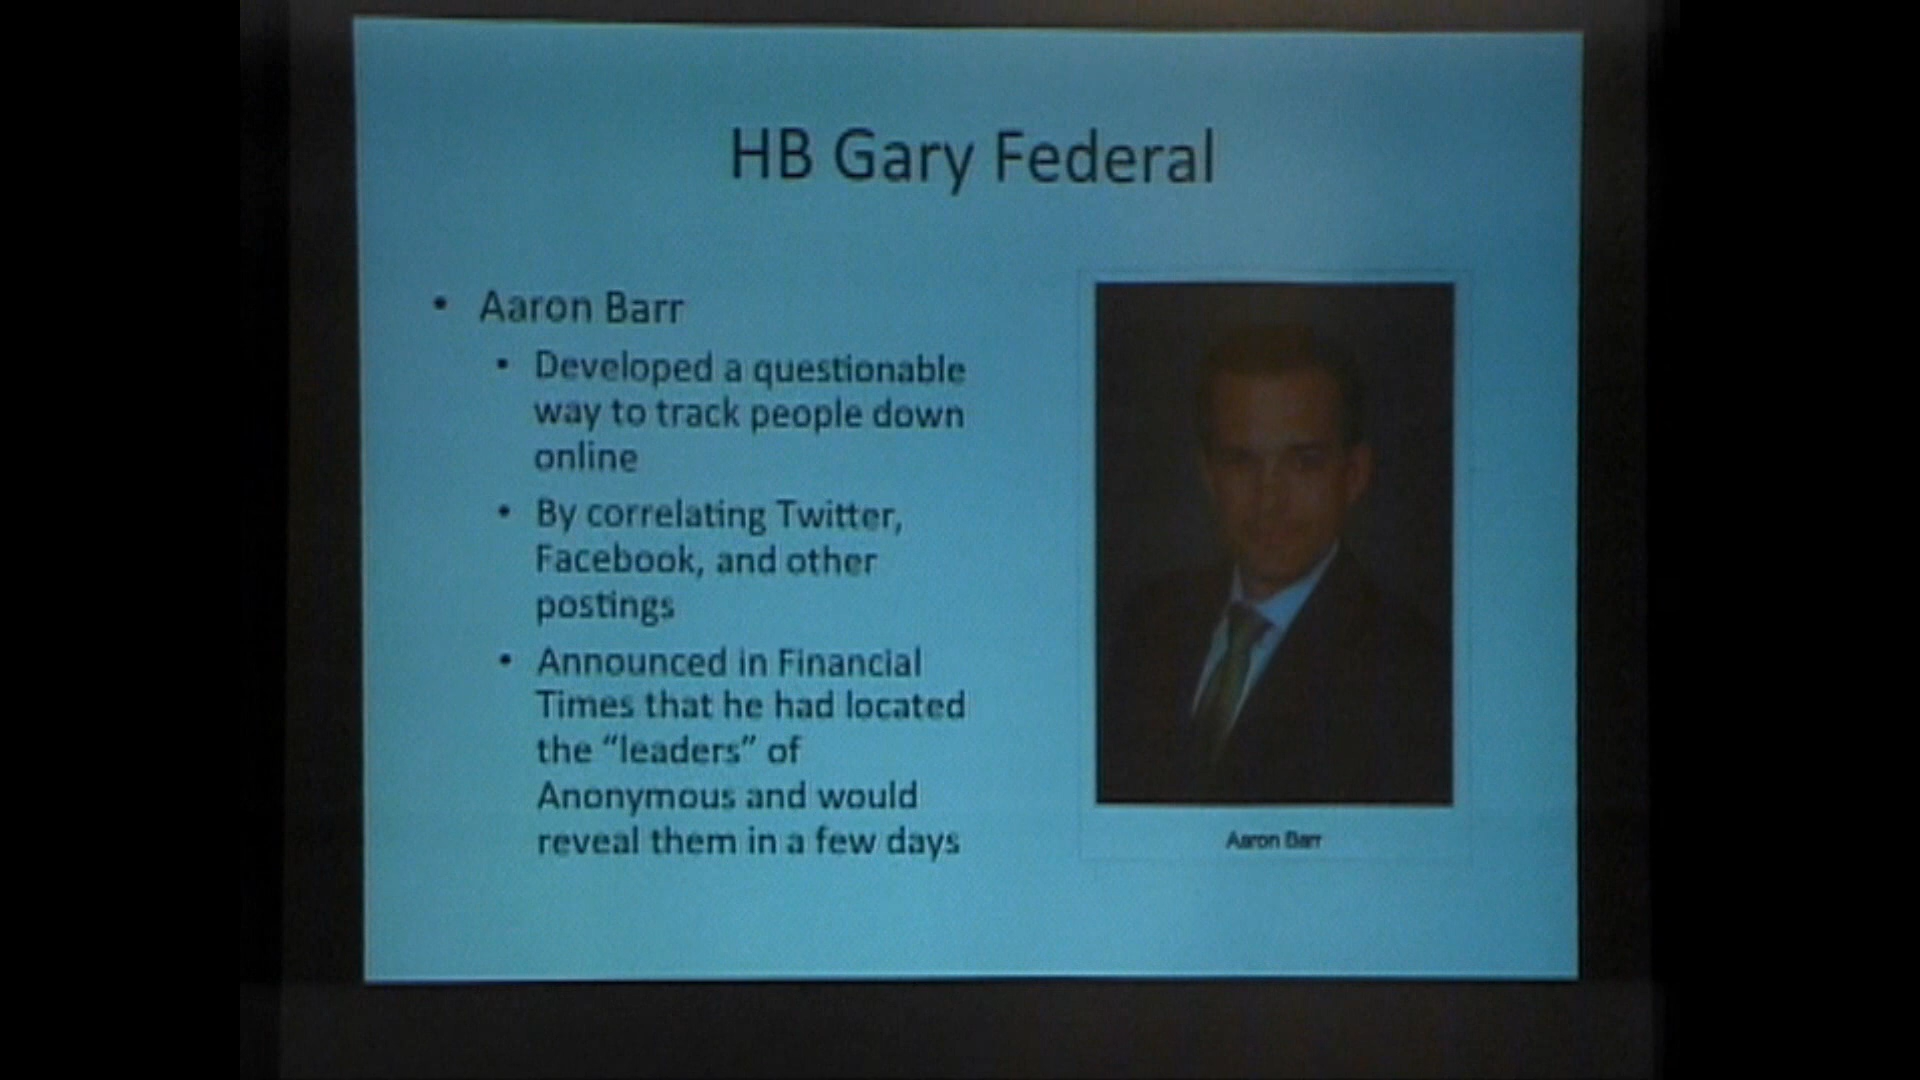 HB Gary Federal
• Aaron Barr
• Developed a questionable
way to track people down
online
• By correlating Twitter,
Facebook, and other
postings
• Announced in Financial
Times that he had located
the “leaders” of
Anonymous and would
reveal them in a few days
Aaron Barr